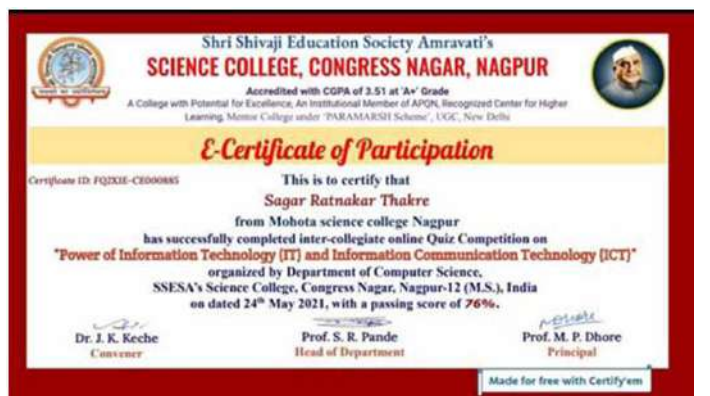 Shri Shivaji Education Society Amravati's
SCIENCE COLLEGE, CONGRESS NAGAR, NAGPUR
Accredited with CGPA of 3.51 at 'A+' Grade
A College with Potential for Excellence, An Institutional Member of APQN, Recognized Center for Higher
Learning, Mentor College under 'PARAMARSH Scheme', UGC, New Delhi
E-Certificate of Participation
Certificate ID: FQ2XIE-CE000885
This is to certify that
Sagar Ratnakar Thakre
from Mohota science college Nagpur
has successfully completed inter-collegiate online Quiz Competition on
"Power of Information Technology (IT) and Information Communication Technology (ICT)"
organized by Department of Computer Science,
SSESA's Science College, Congress Nagar, Nagpur-12 (M.S.), India
on dated 24th May 2021, with a passing score of 76%.
Dr. J. K. Keche
Convener
Prof. S. R. Pande
Head of Department
Prof. M. P. Dhore
Principal
Made for free with Certify'em